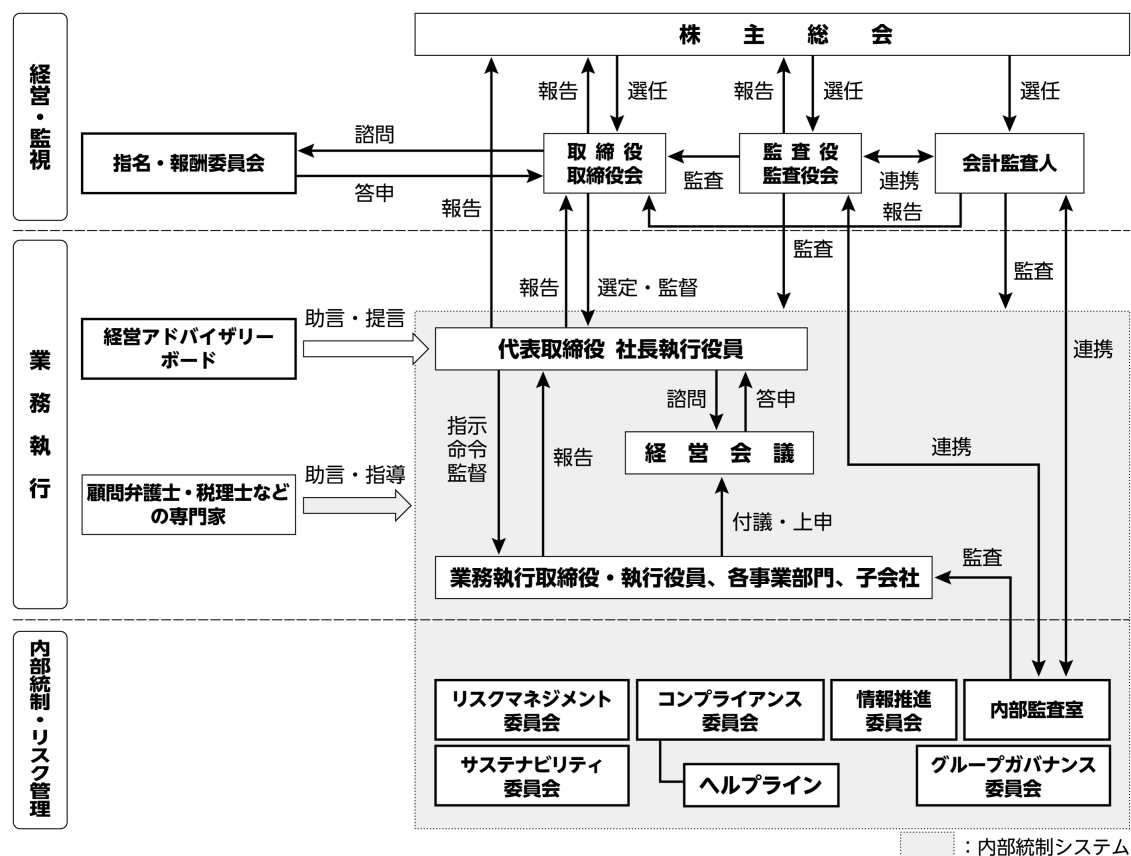 株主総会
経営・監視
報告
選任
報告
選任
選任
指名・報酬委員会
諮問
答申
取締役
取締役会
監査
監査役
監査役会
連携
会計監査人
報告
報告
監査
監査
報告
選定・監督
業務執行
経営アドバイザリー
ボード
助言・提言
代表取締役 社長執行役員
連携
諮問
答申
指示
命令
監督
報告
経営会議
連携
顧問弁護士・税理士など
の専門家
助言・指導
付議・上申
監査
業務執行取締役・執行役員、各事業部門、子会社
内部統制・リスク管理
リスクマネジメント
委員会
コンプライアンス
委員会
情報推進
委員会
内部監査室
サステナビリティ
委員会
ヘルプライン
グループガバナンス
委員会
：内部統制システム